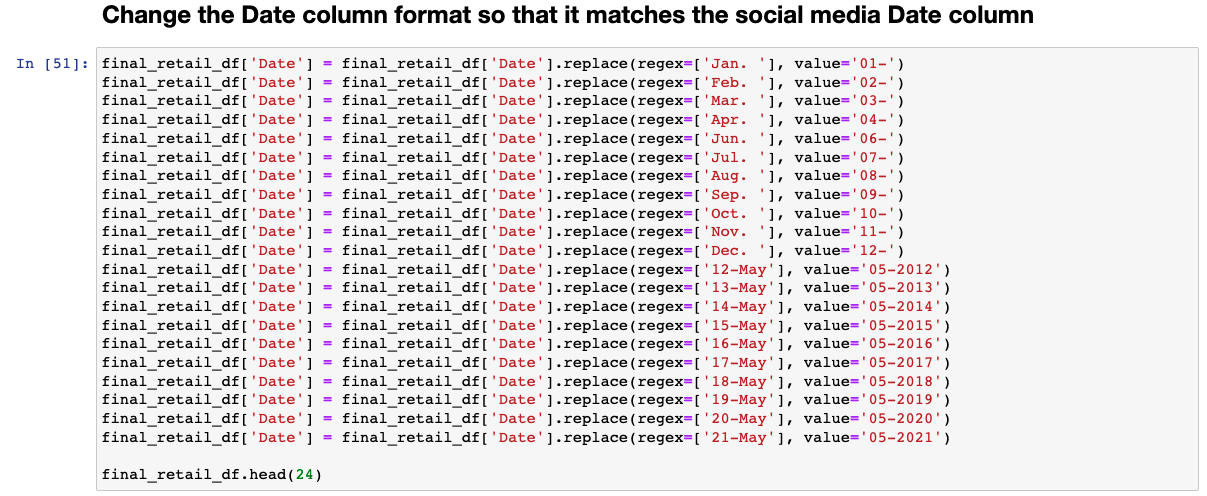 Change the Date column format so that it matches the social media Date column
In [51]: final_retail_df['Date'] = final_retail_df['Date'].replace(regex=['Jan. '], value='01-')
final_retail_df['Date'] = final_retail_df['Date'].replace(regex=['Feb. '], value='02-')
final_retail_df['Date'] = final_retail_df['Date'].replace(regex=['Mar. '], value='03-')
final_retail_df['Date'] = final_retail_df['Date'].replace(regex=['Apr. '], value='04-')
final_retail_df['Date'] = final_retail_df['Date'].replace(regex=['Jun. '], value='06-')
final_retail_df['Date'] = final_retail_df['Date'].replace(regex=['Jul. '], value='07-')
final_retail_df['Date'] = final_retail_df['Date'].replace(regex=['Aug. '], value='08-')
final_retail_df['Date'] = final_retail_df['Date'].replace(regex=['Sep. '], value='09-')
final_retail_df['Date'] = final_retail_df['Date'].replace(regex=['Oct. '], value='10-')
final_retail_df['Date'] = final_retail_df['Date'].replace(regex=['Nov. '], value='11-')
final_retail_df['Date'] = final_retail_df['Date'].replace(regex=['Dec. '], value='12-')
final_retail_df['Date'] = final_retail_df['Date'].replace(regex=['12-May'], value='05-2012')
final_retail_df['Date'] = final_retail_df['Date'].replace(regex=['13-May'], value='05-2013')
final_retail_df['Date'] = final_retail_df['Date'].replace(regex=['14-May'], value='05-2014')
final_retail_df['Date'] = final_retail_df['Date'].replace(regex=['15-May'], value='05-2015')
final_retail_df['Date'] = final_retail_df['Date'].replace(regex=['16-May'], value='05-2016')
final_retail_df['Date'] = final_retail_df['Date'].replace(regex=['17-May'], value='05-2017')
final_retail_df['Date'] = final_retail_df['Date'].replace(regex=['18-May'], value='05-2018')
final_retail_df['Date'] = final_retail_df['Date'].replace(regex=['19-May'], value='05-2019')
final_retail_df['Date'] = final_retail_df['Date'].replace(regex=['20-May'], value='05-2020')
final_retail_df['Date'] = final_retail_df['Date'].replace(regex=['21-May'], value='05-2021')
final_retail_df.head(24)